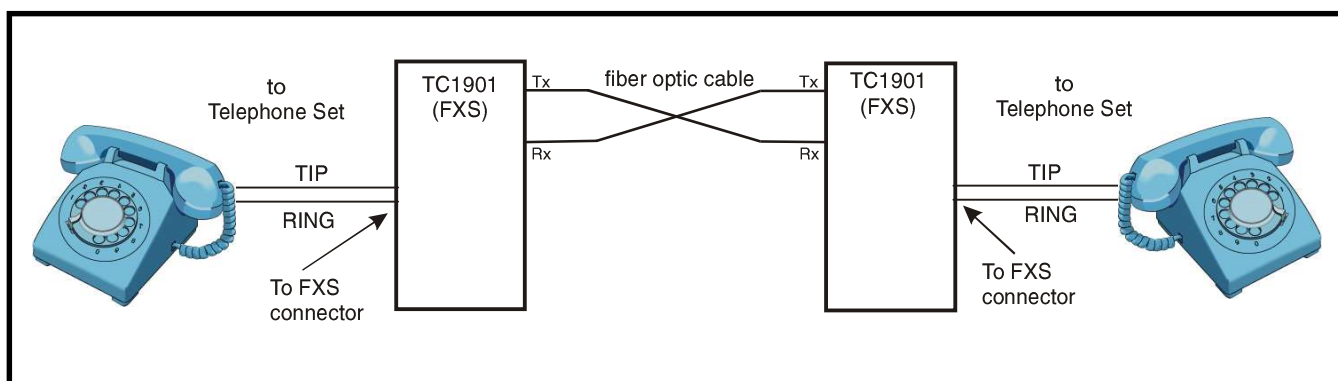 to
Telephone Set
TIP
RING
To FXS
connector
TC1901
(FXS)
Tx
Rx
fiber optic cable
Tx
Rx
TC1901
(FXS)
to
Telephone Set
TIP
RING
To FXS
connector